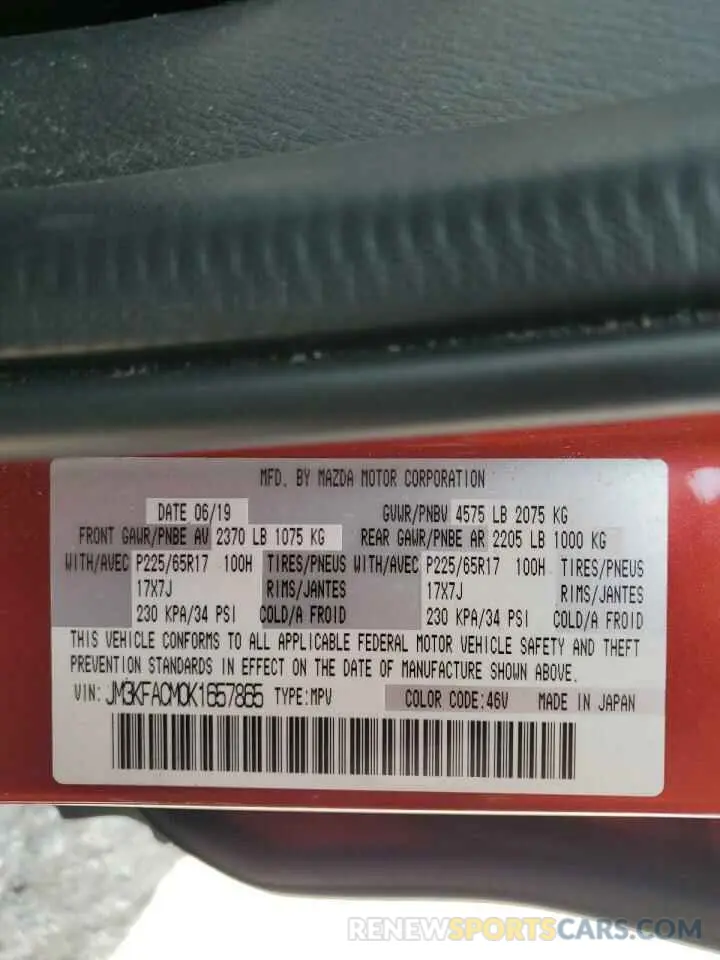 MFD. BY MAZDA MOTOR CORPORATION
DATE 06/19 GVWR/PNBV 4575 LB 2075 KG
FRONT GAWR/PNBE AV 2370 LB 1075 KG REAR GAWR/PNBE AR 2205 LB 1000 KG
WITH/AVEC P225/65R17 100H TIRES/PNEUS WITH/AVEC P225/65R17 100H TIRES/PNEUS
17X7J RIMS/JANTES 17X7J RIMS/JANTES
230 KPA/34 PSI COLD/A FROID 230 KPA/34 PSI COLD/A FROID
THIS VEHICLE CONFORMS TO ALL APPLICABLE FEDERAL MOTOR VEHICLE SAFETY AND THEFT
PREVENTION STANDARDS IN EFFECT ON THE DATE OF MANUFACTURE SHOWN ABOVE.
VIN: JM3KFACM0K1657865 TYPE:MPV COLOR CODE:46V MADE IN JAPAN
RENEWSPORTSCARS.COM